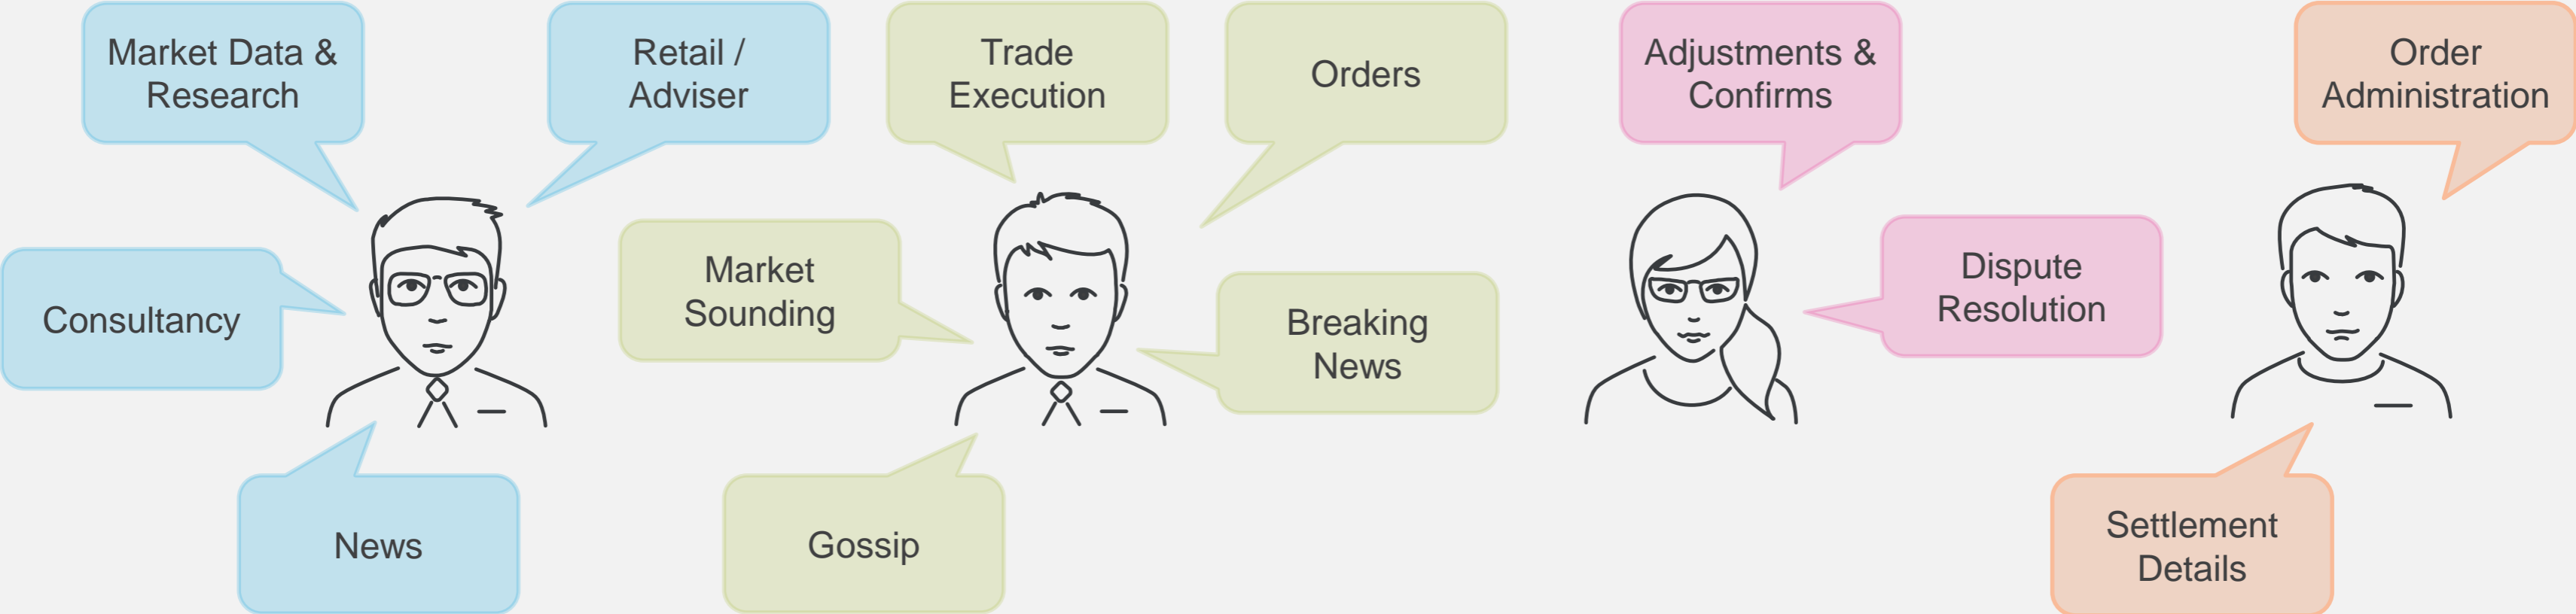 Market Data &
Research
Retail /
Adviser
Trade
Execution
Orders
Adjustments &
Confirms
Order
Administration
Consultancy
Market
Sounding
Breaking
News
Dispute
Resolution
News
Gossip
Settlement
Details